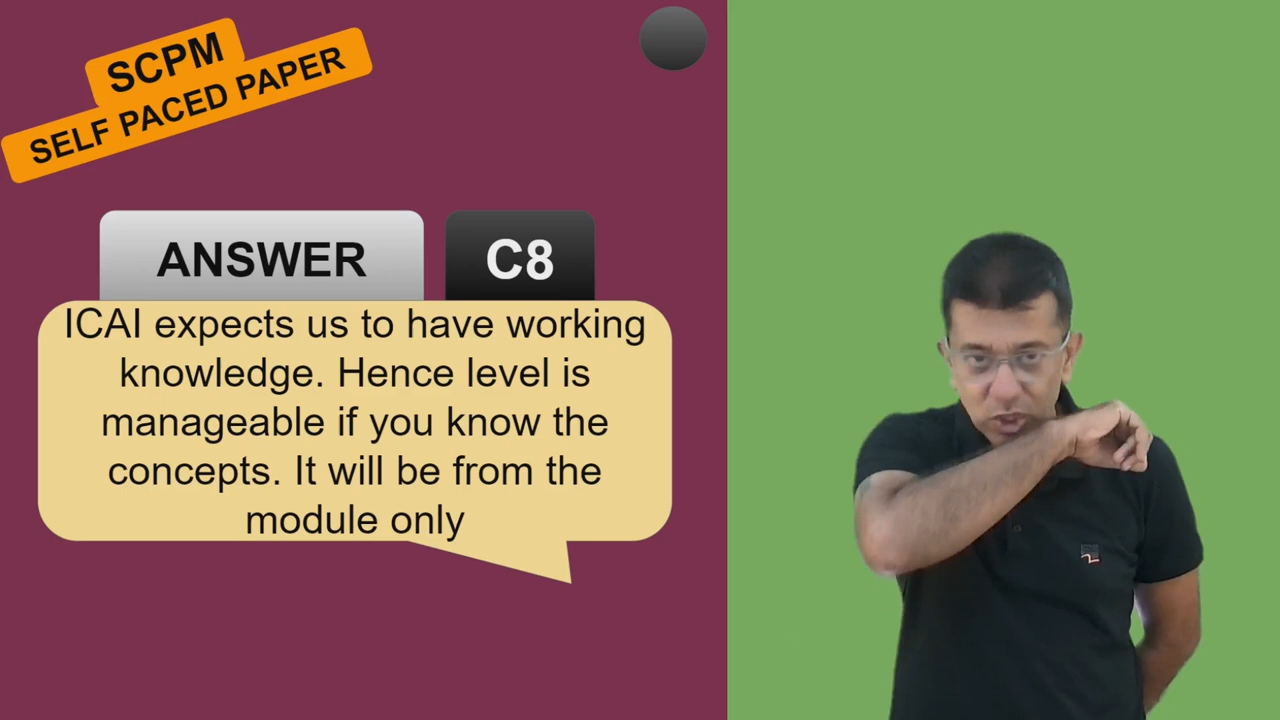 SCPM
SELF PACED PAPER
ANSWER
C8
ICAI expects us to have working
knowledge. Hence level is
manageable if you know the
concepts. It will be from the
module only